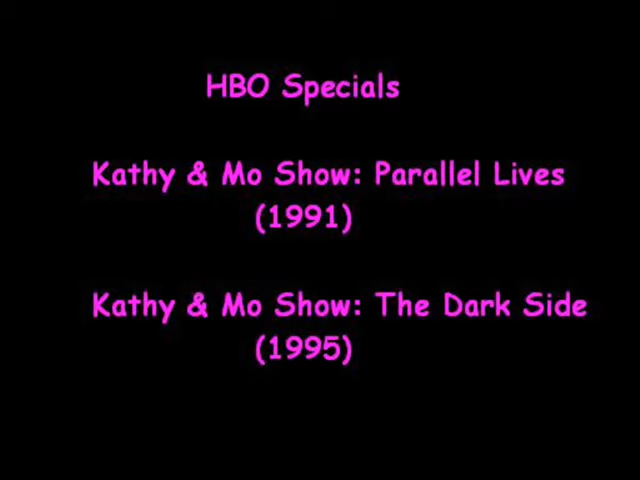 HBO Specials
Kathy & Mo Show: Parallel Lives
(1991)
Kathy & Mo Show: The Dark Side
(1995)